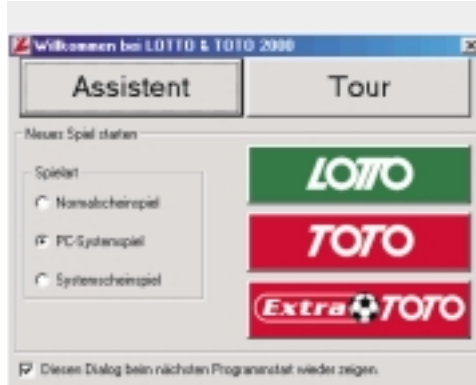 Willkommen bei LOTTO & TOTO 2000
Assistent
Tour
Neues Spiel starten
Spielart
Normalscheinspiel
PC-Systemspiel
Systemscheinspiel
LOTTO
TOTO
Extra TOTO
Diesen Dialog beim nächsten Programmstart wieder zeigen.